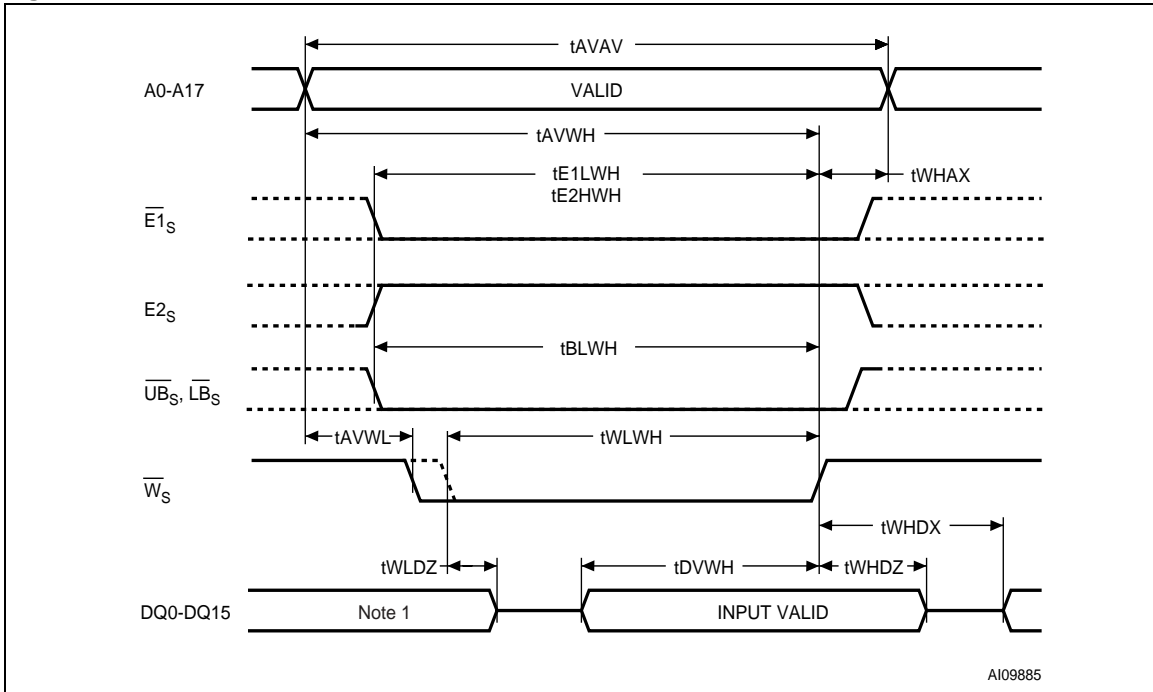 tAVAV
A0-A17
VALID
tAVWH
tE1LWH
tE2HWH
tWHAX
E1S
E2S
tBLWH
UBS, LBS
tAVWL
tWLWH
WS
tWHDX
tWLDZ
tDVWH
tWHDZ
DQ0-DQ15
Note 1
INPUT VALID
AI09885